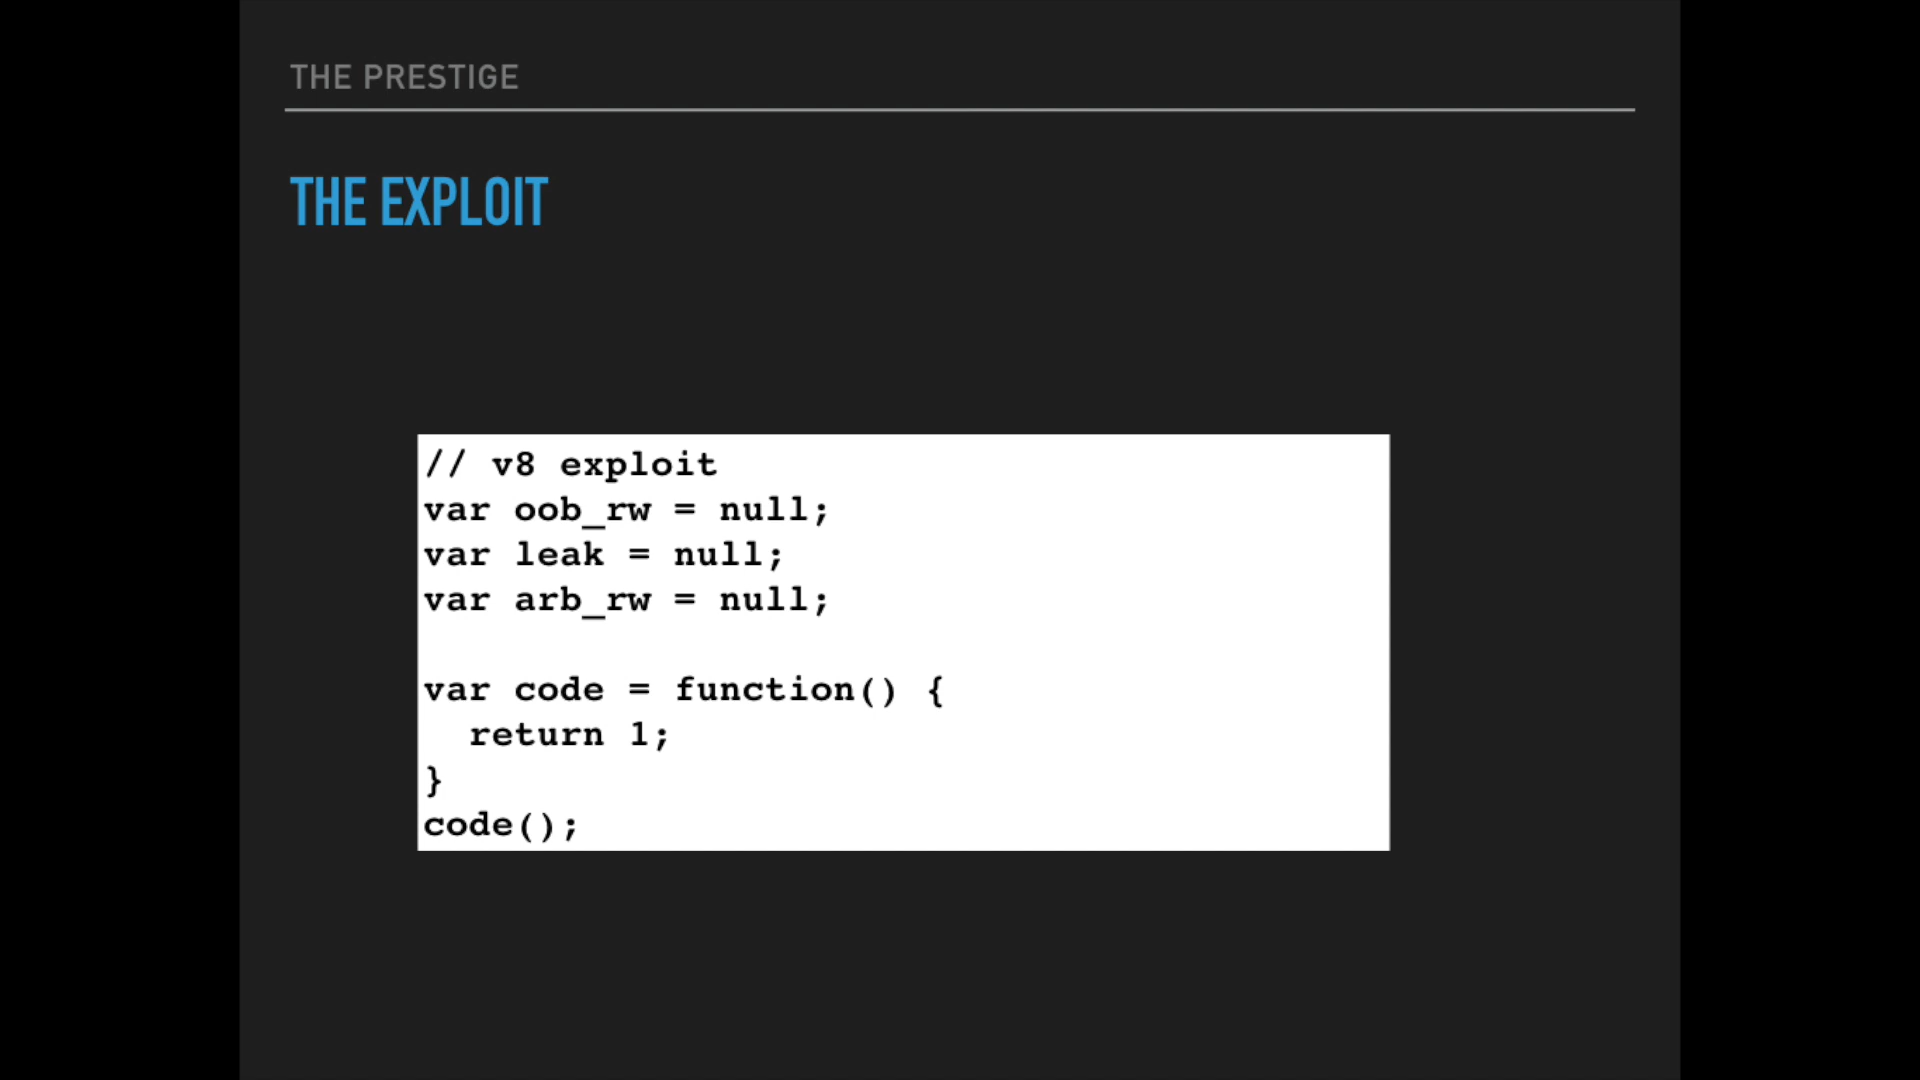 THE PRESTIGE
THE EXPLOIT
// v8 exploit
var oob_rw = null;
var leak = null;
var arb_rw = null;

var code = function() {
  return 1;
}
code();